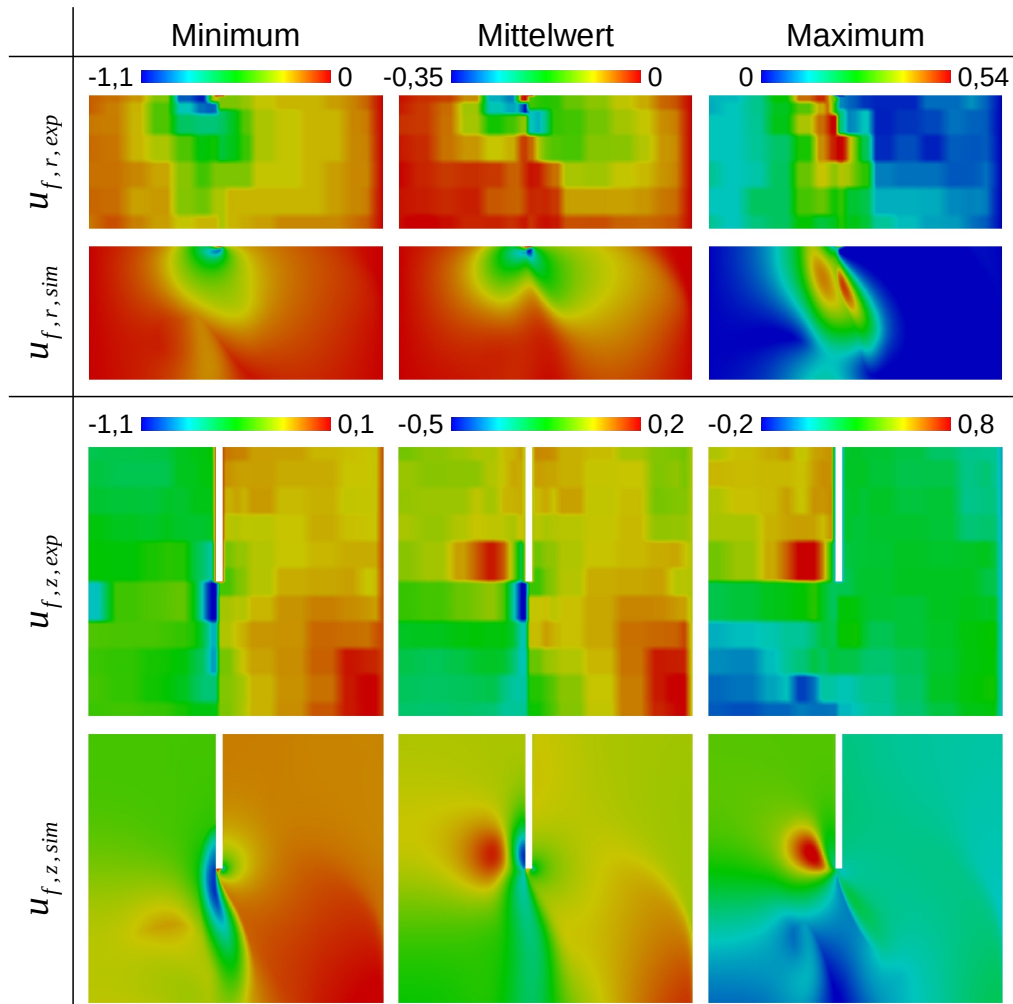 Minimum Mittelwert Maximum
-1,1 0 -0,35 0 0 0,54
u_{f,r,exp}
u_{f,r,sim}
-1,1 0,1 -0,5 0,2 -0,2 0,8
u_{f,z,exp}
u_{f,z,sim}